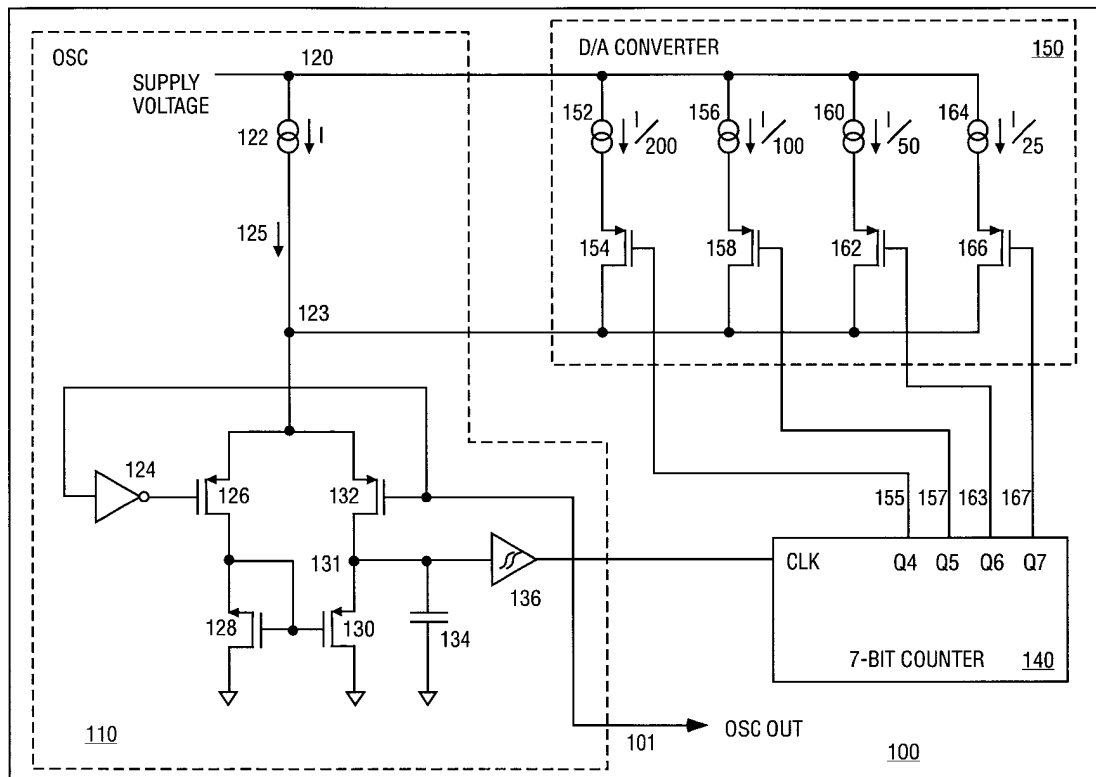 OSC
D/A CONVERTER
150
120
SUPPLY
VOLTAGE
122
I
152
I/200
156
I/100
160
I/50
164
I/25
125
154
158
162
166
123
124
126
132
155
157
163
167
131
136
CLK
Q4
Q5
Q6
Q7
128
130
134
7-BIT COUNTER
140
110
101
OSC OUT
100